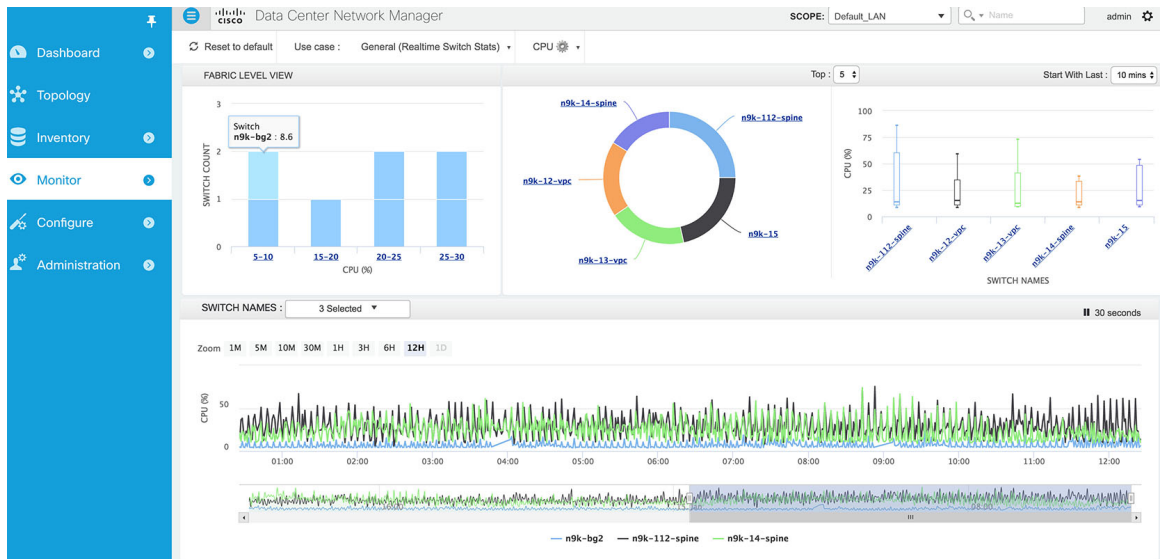 CISCO Data Center Network Manager
SCOPE: Default_LAN
Name
admin
Dashboard
Topology
Inventory
Monitor
Configure
Administration
Reset to default
Use case : General (Realtime Switch Stats)
CPU
FABRIC LEVEL VIEW
Top : 5
Start With Last : 10 mins
3
2
1
0
SWITCH COUNT
Switch
n9k-bg2 : 8.6
5-10 15-20 20-25 25-30
CPU (%)
n9k-14-spine
n9k-112-spine
n9k-12-vpc
n9k-15
n9k-13-vpc
100
75
50
25
0
CPU (%)
n9k-112-spine n9k-12-vpc n9k-13-vpc n9k-14-spine n9k-15
SWITCH NAMES
SWITCH NAMES : 3 Selected
30 seconds
Zoom 1M 5M 10M 30M 1H 3H 6H 12H 1D
CPU (%)
50
0
01:00 02:00 03:00 04:00 05:00 06:00 07:00 08:00 09:00 10:00 11:00 12:00
n9k-bg2 n9k-112-spine n9k-14-spine